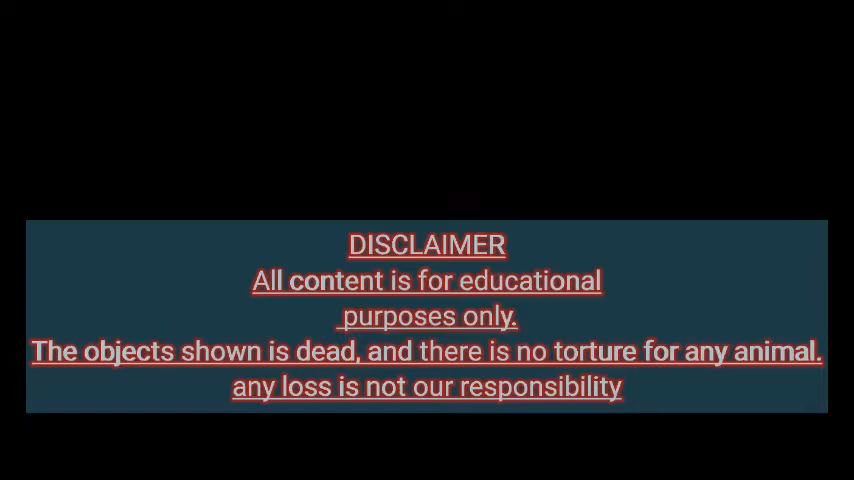 DISCLAIMER
All content is for educational
purposes only.
The objects shown is dead, and there is no torture for any animal.
any loss is not our responsibility